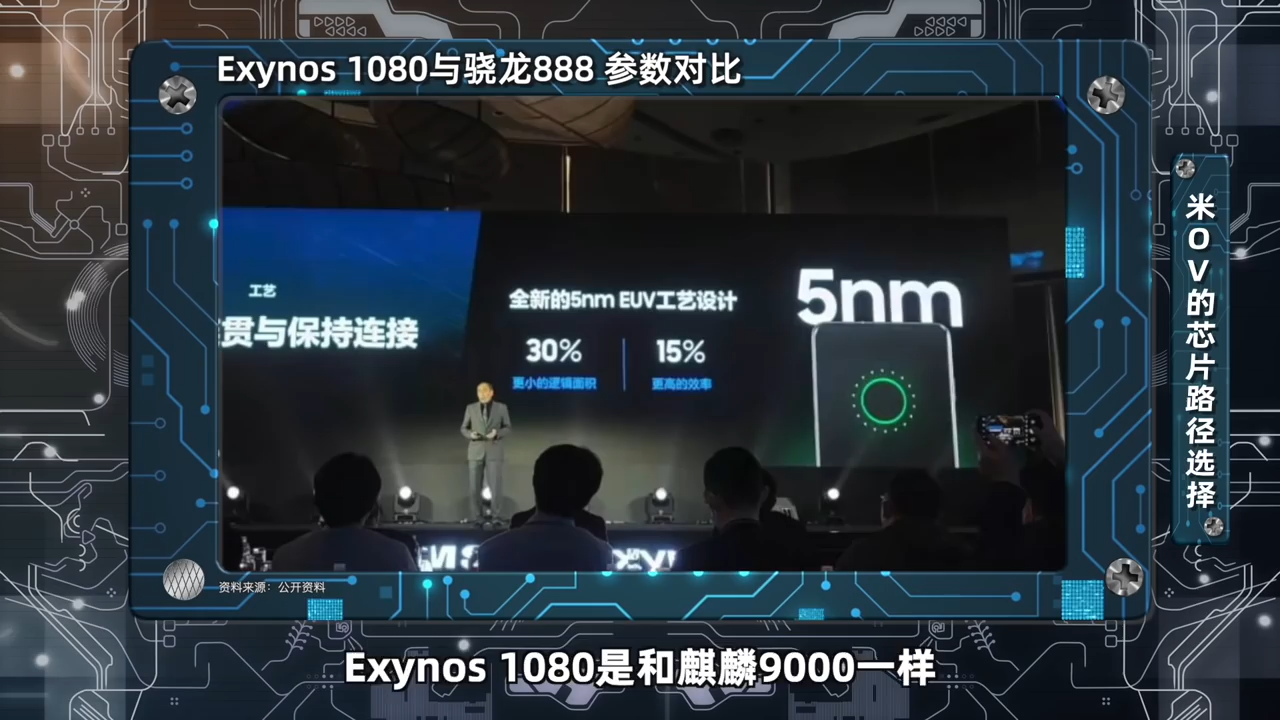 Exynos 1080与骁龙888 参数对比
工艺
贯与保持连接
全新的5nm EUV工艺设计
30%
更小的逻辑面积
15%
更高的效率
5nm
米OV的芯片路径选择
资料来源：公开资料
Exynos 1080是和麒麟9000一样